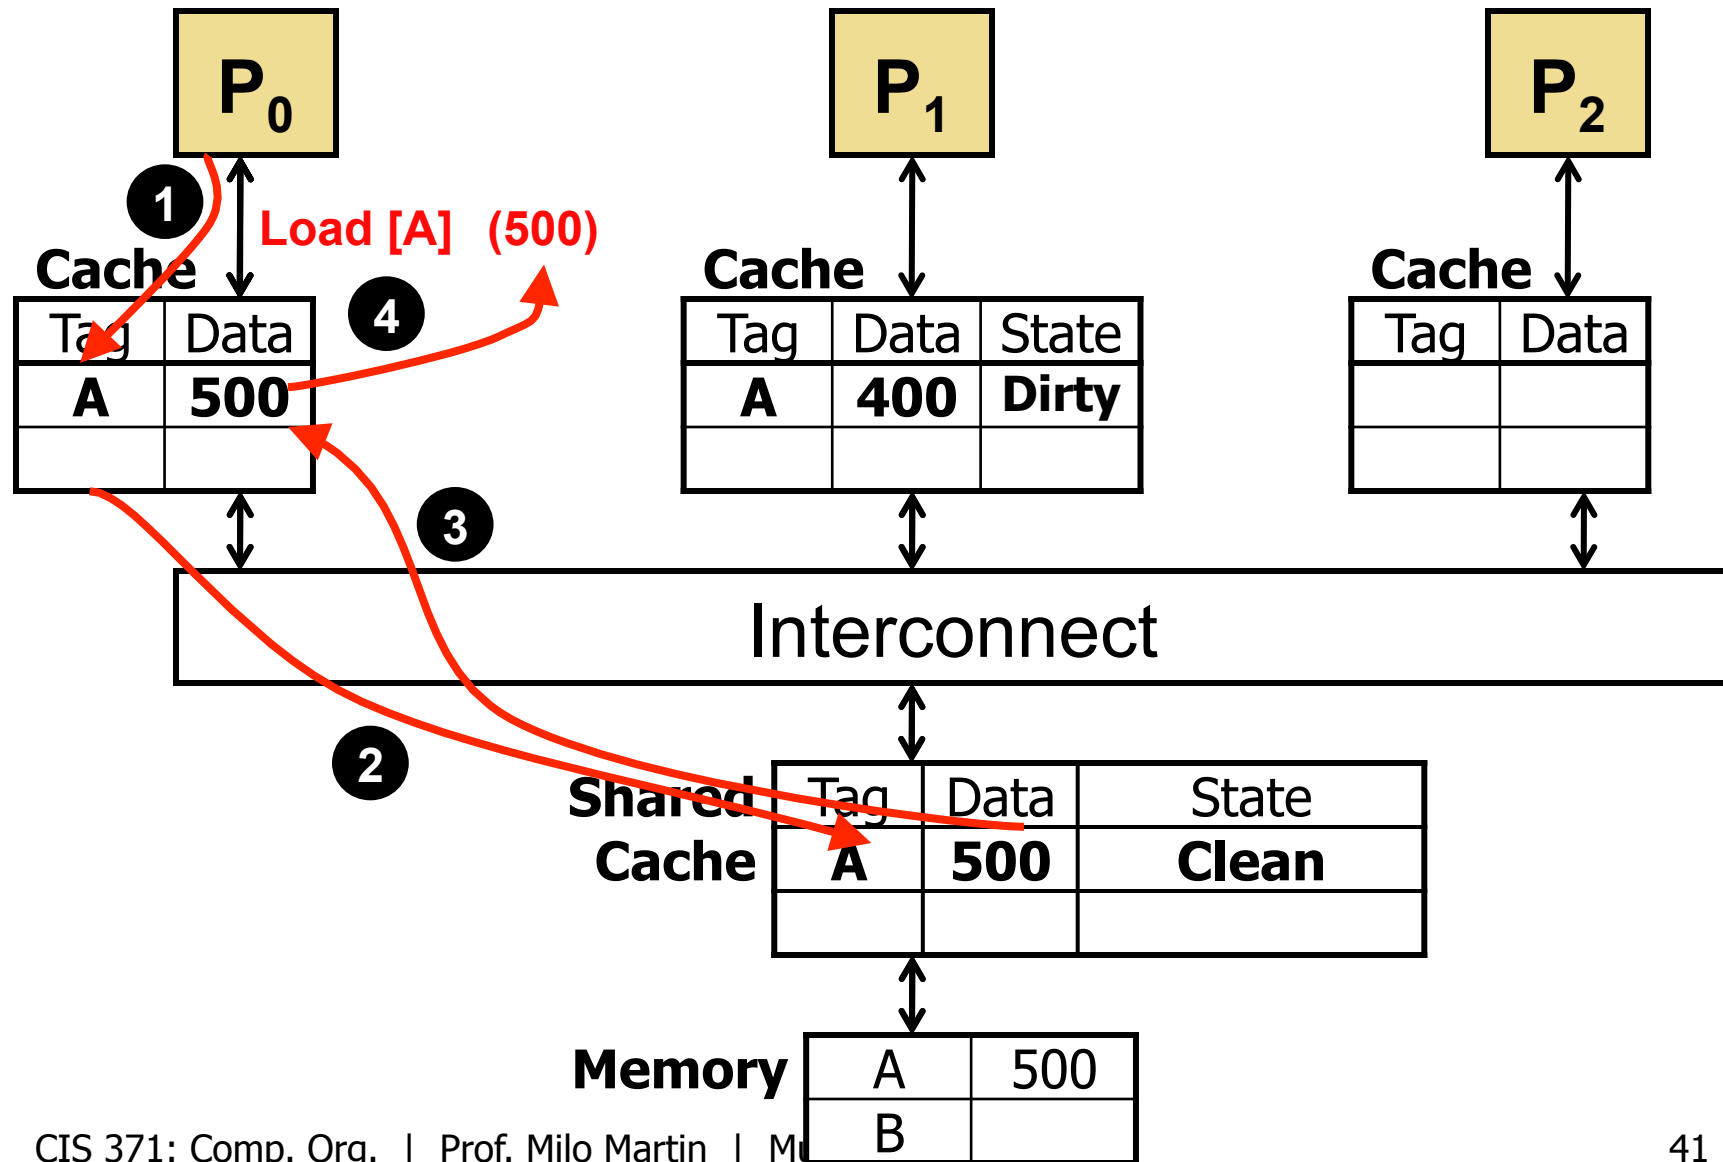 P0 P1 P2
1
Load [A] (500)
Cache Cache Cache
4
Tag Data Tag Data State Tag Data
A 500 A 400 Dirty
3
Interconnect
2
Shared Tag Data State
Cache A 500 Clean
Memory A 500
B
CIS 371: Comp. Org. | Prof. Milo Martin | 41